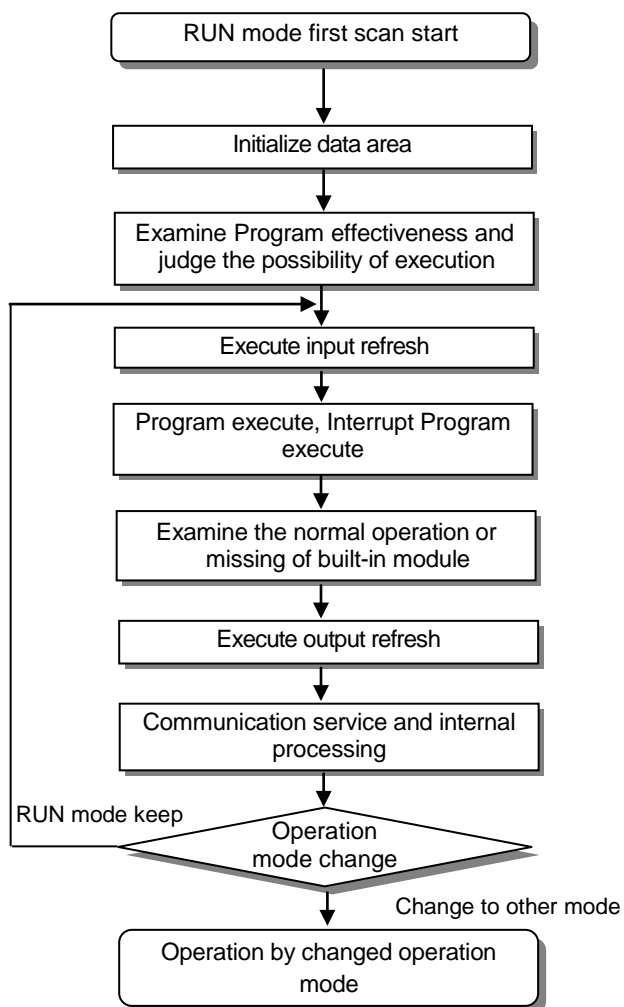 RUN mode first scan start
Initialize data area
Examine Program effectiveness and
judge the possibility of execution
Execute input refresh
Program execute, Interrupt Program
execute
Examine the normal operation or
missing of built-in module
Execute output refresh
Communication service and internal
processing
RUN mode keep
Operation
mode change
Change to other mode
Operation by changed operation
mode